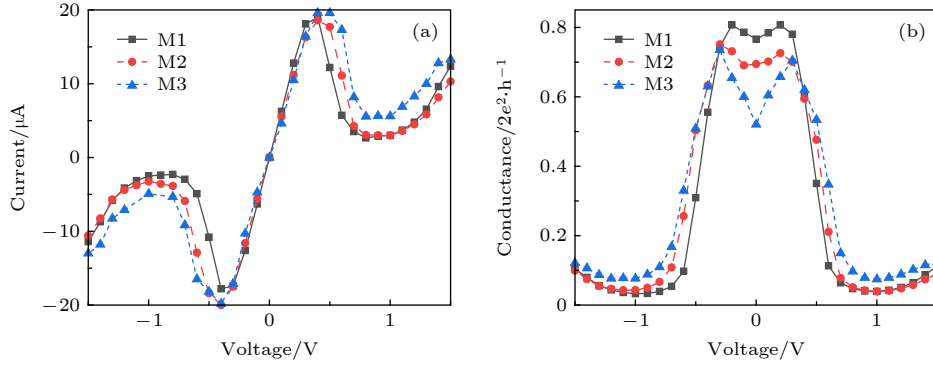 (a)
M1
M2
M3
20
10
0
−10
−20
−1
0
1
Current/μA
Voltage/V
(b)
M1
M2
M3
0.8
0.6
0.4
0.2
0
−1
0
1
Conductance/2e²·h⁻¹
Voltage/V